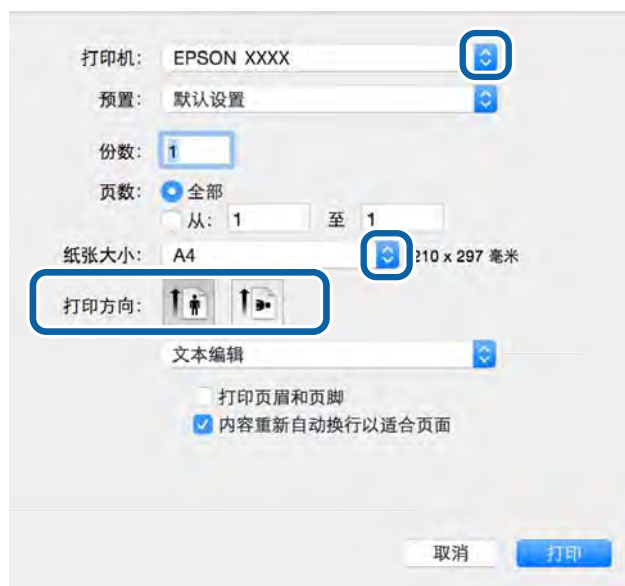 打印机: EPSON XXXX
预置: 默认设置
份数: 1
页数: 全部
从: 1 至 1
纸张大小: A4 210 x 297 毫米
打印方向:
文本编辑
打印页眉和页脚
内容重新自动换行以适合页面
取消 打印